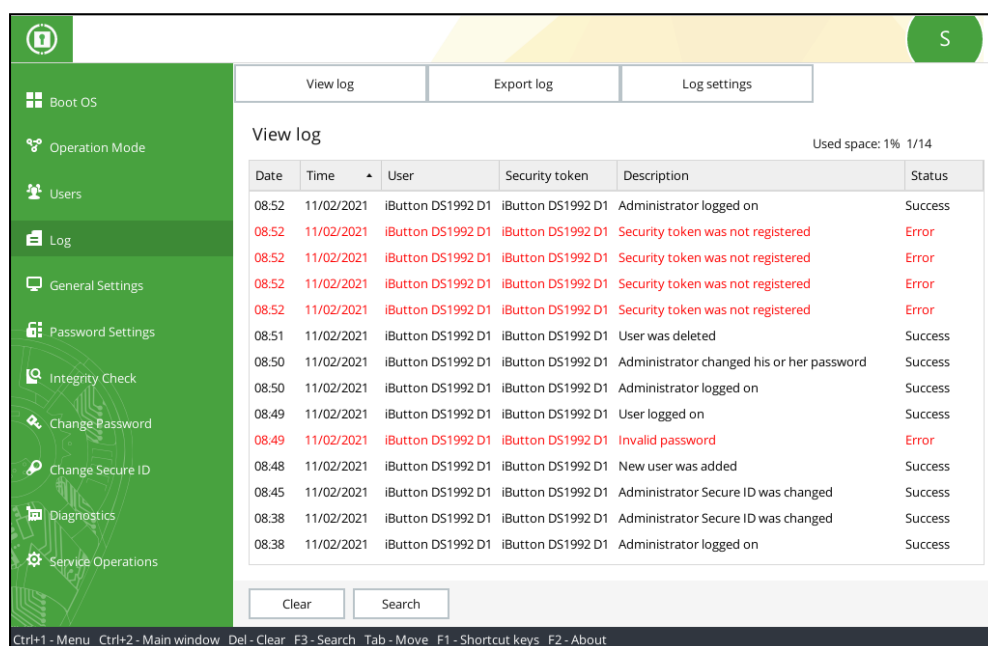 S
View log Export log Log settings
Boot OS
Operation Mode
Users
Log
General Settings
Password Settings
Integrity Check
Change Password
Change Secure ID
Diagnostics
Service Operations
View log
Used space: 1% 1/14
Date Time User Security token Description Status
08:52 11/02/2021 iButton DS1992 D1 iButton DS1992 D1 Administrator logged on Success
08:52 11/02/2021 iButton DS1992 D1 iButton DS1992 D1 Security token was not registered Error
08:52 11/02/2021 iButton DS1992 D1 iButton DS1992 D1 Security token was not registered Error
08:52 11/02/2021 iButton DS1992 D1 iButton DS1992 D1 Security token was not registered Error
08:52 11/02/2021 iButton DS1992 D1 iButton DS1992 D1 Security token was not registered Error
08:51 11/02/2021 iButton DS1992 D1 iButton DS1992 D1 User was deleted Success
08:50 11/02/2021 iButton DS1992 D1 iButton DS1992 D1 Administrator changed his or her password Success
08:50 11/02/2021 iButton DS1992 D1 iButton DS1992 D1 Administrator logged on Success
08:49 11/02/2021 iButton DS1992 D1 iButton DS1992 D1 User logged on Success
08:49 11/02/2021 iButton DS1992 D1 iButton DS1992 D1 Invalid password Error
08:48 11/02/2021 iButton DS1992 D1 iButton DS1992 D1 New user was added Success
08:45 11/02/2021 iButton DS1992 D1 iButton DS1992 D1 Administrator Secure ID was changed Success
08:38 11/02/2021 iButton DS1992 D1 iButton DS1992 D1 Administrator Secure ID was changed Success
08:38 11/02/2021 iButton DS1992 D1 iButton DS1992 D1 Administrator logged on Success
Clear Search
Ctrl+1 - Menu Ctrl+2 - Main window Del - Clear F3 - Search Tab - Move F1 - Shortcut keys F2 - About